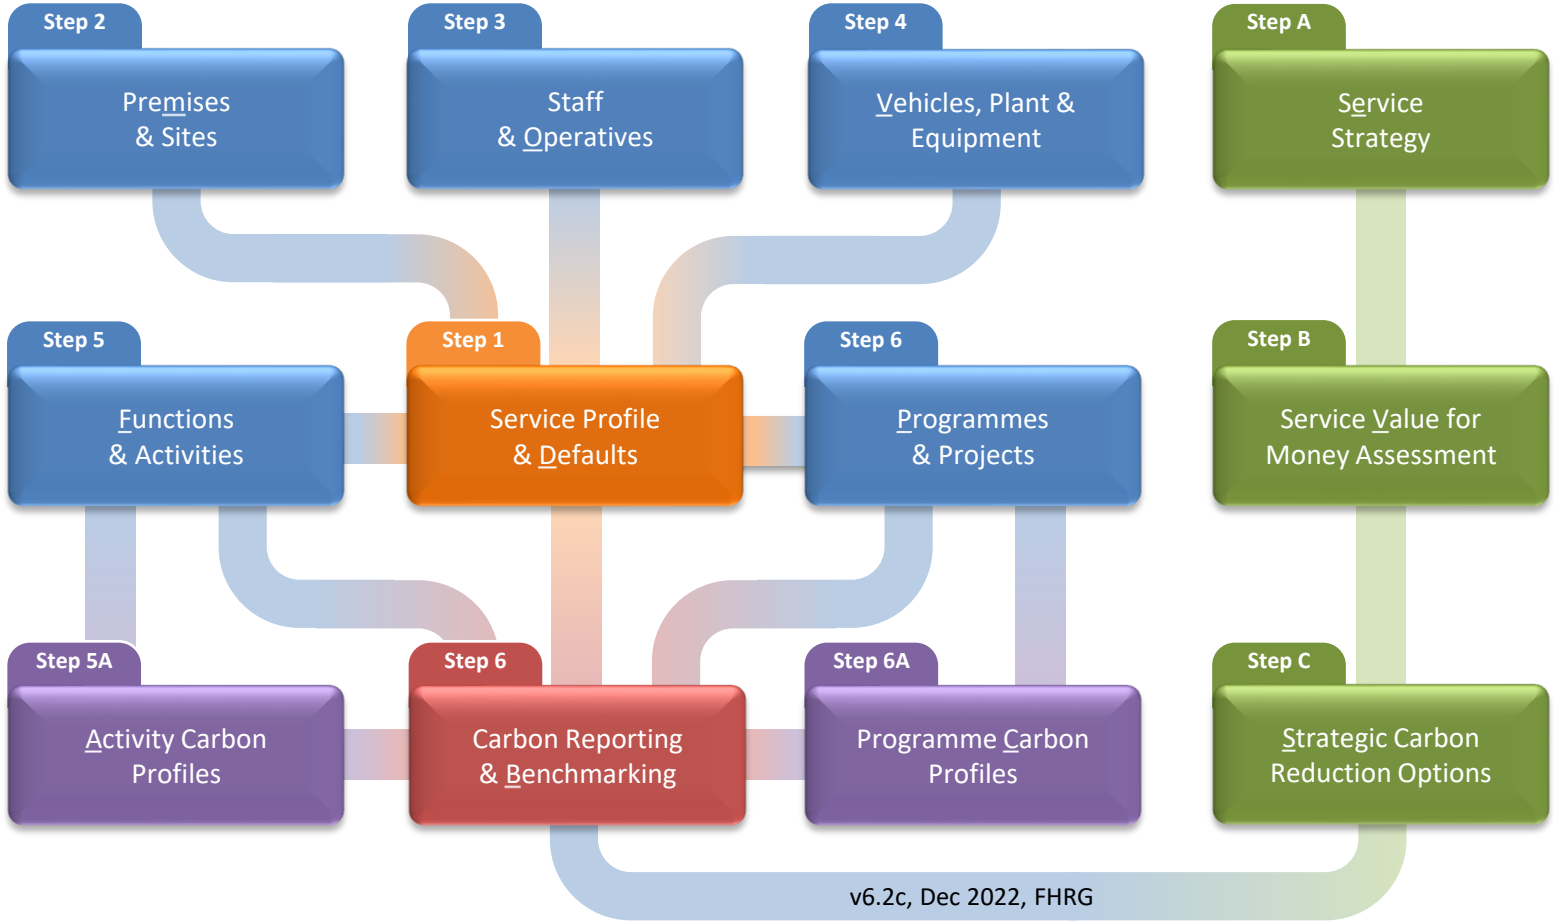 Step 2
Premises
& Sites
Step 3
Staff
& Operatives
Step 4
Vehicles, Plant &
Equipment
Step A
Service
Strategy
Step 5
Functions
& Activities
Step 1
Service Profile
& Defaults
Step 6
Programmes
& Projects
Step B
Service Value for
Money Assessment
Step 5A
Activity Carbon
Profiles
Step 6
Carbon Reporting
& Benchmarking
Step 6A
Programme Carbon
Profiles
Step C
Strategic Carbon
Reduction Options
v6.2c, Dec 2022, FHRG